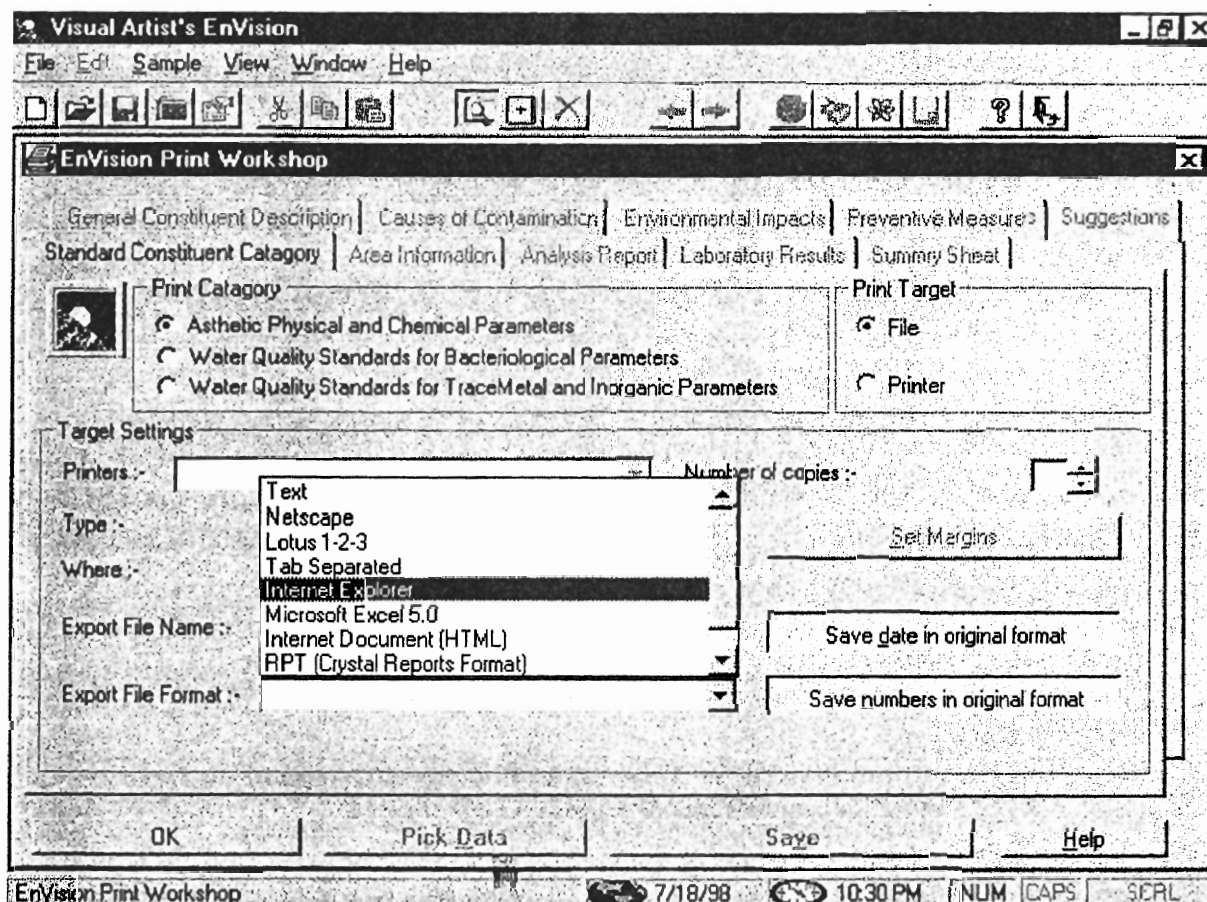 Visual Artist's EnVision
File Edit Sample View Window Help
EnVision Print Workshop
General Constituent Description Causes of Contamination Environmental Impacts Preventive Measures Suggestions
Standard Constituent Catagory Area Information Analysis Report Laboratory Results Summry Sheat
Print Catagory
Asthetic Physical and Chemical Parameters
Water Quality Standards for Bacteriological Parameters
Water Quality Standards for TraceMetal and Inorganic Parameters
Print Target
File
Printer
Target Settings
Printers :-
Number of copies :-
Type :-
Where :-
Export File Name :-
Export File Format :-
Text
Netscape
Lotus 1-2-3
Tab Separated
Internet Explorer
Microsoft Excel 5.0
Internet Document (HTML)
RPT (Crystal Reports Format)
Set Margins
Save date in original format
Save numbers in original format
OK Pick Data Save Help
EnVision Print Workshop 7/18/98 10:30 PM NUM CAPS SCRL